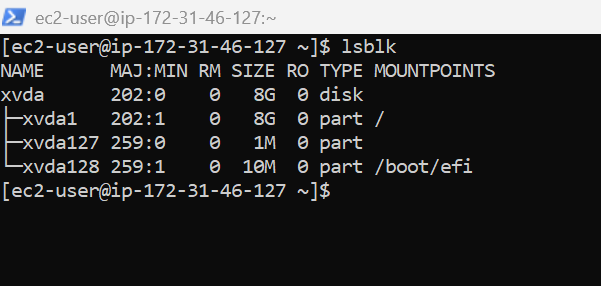 ec2-user@ip-172-31-46-127:~
[ec2-user@ip-172-31-46-127 ~]$ lsblk
NAME      MAJ:MIN RM SIZE RO TYPE MOUNTPOINTS
xvda      202:0    0   8G  0 disk
├─xvda1   202:1    0   8G  0 part /
├─xvda127 259:0    0   1M  0 part
└─xvda128 259:1    0  10M  0 part /boot/efi
[ec2-user@ip-172-31-46-127 ~]$